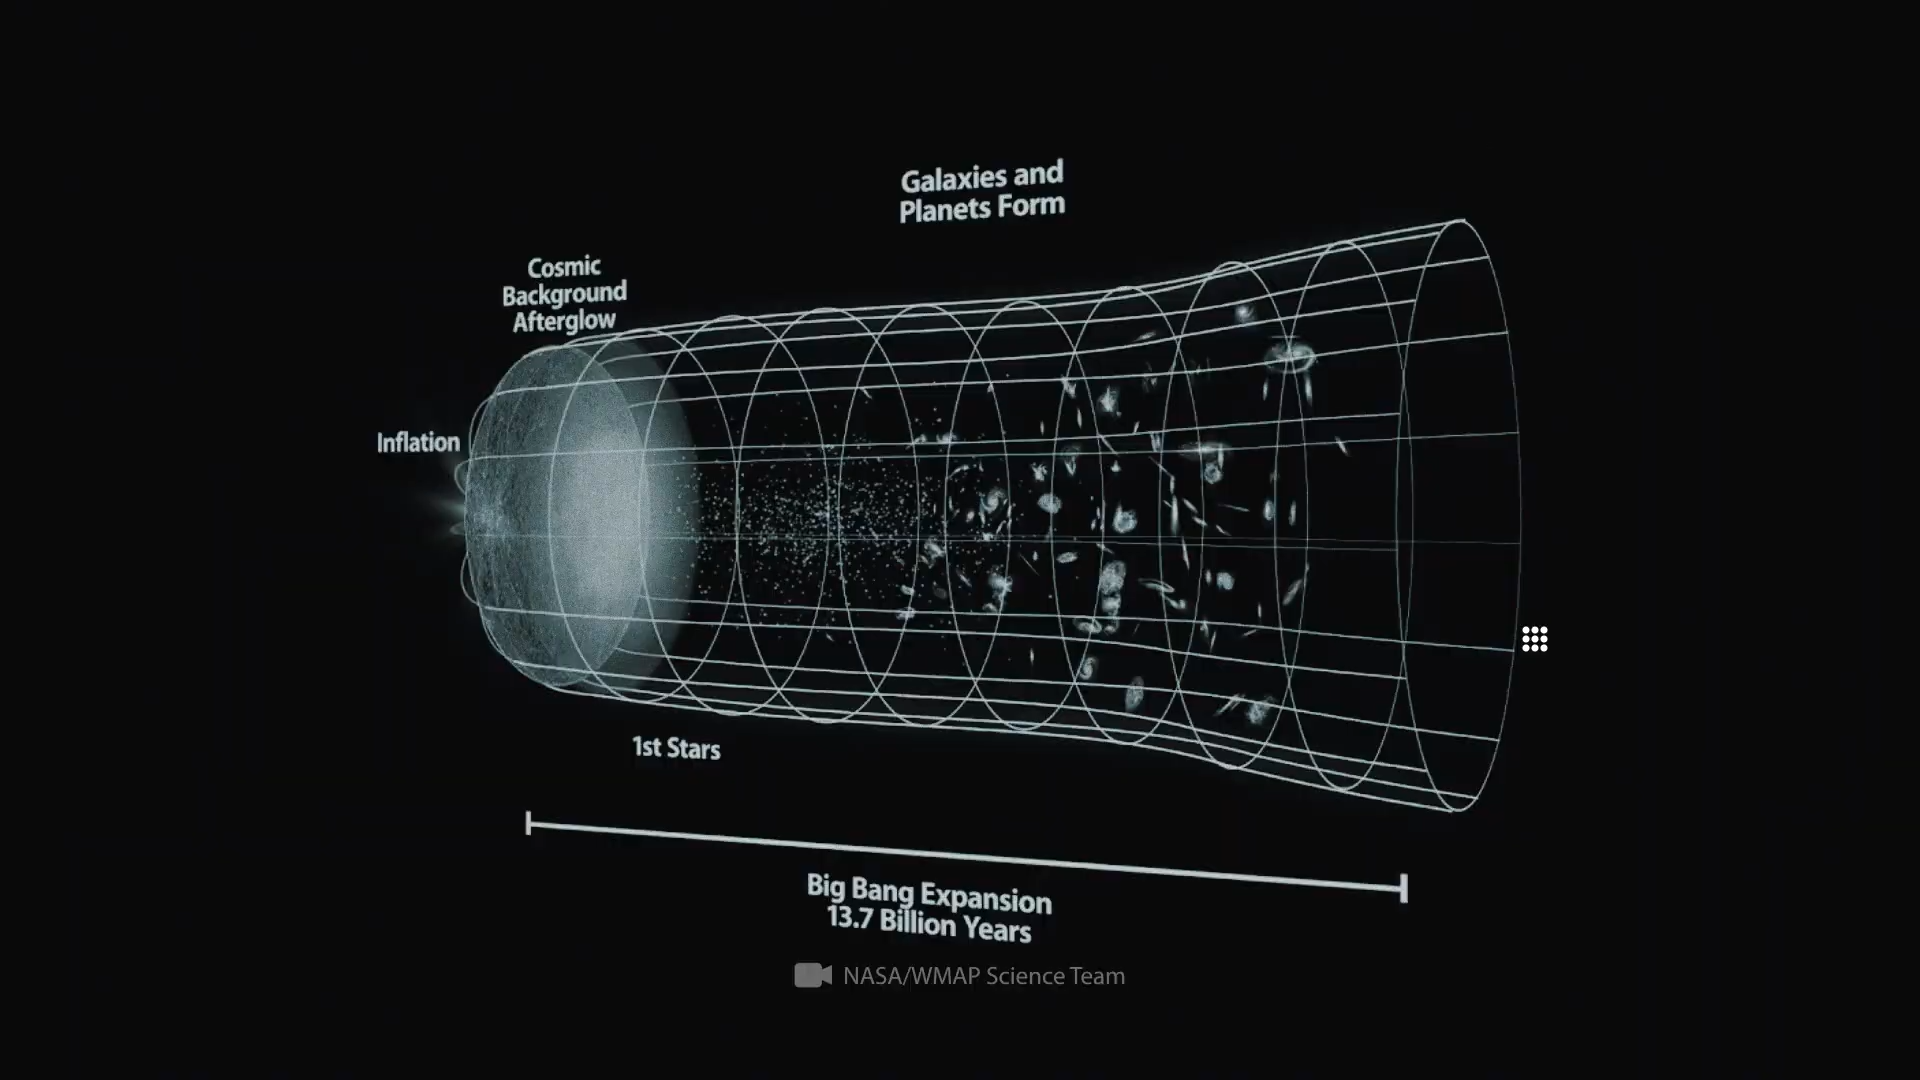 Galaxies and
Planets Form
Cosmic
Background
Afterglow
Inflation
1st Stars
Big Bang Expansion
13.7 Billion Years
NASA/WMAP Science Team